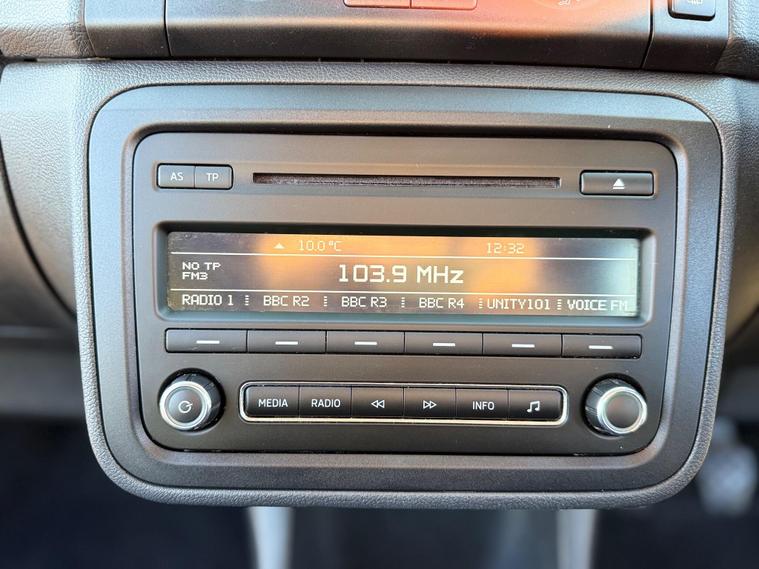 AS TP
10.0 °C 12:32
NO TP
FM3
103.9 MHz
RADIO 1 BBC R2 BBC R3 BBC R4 UNITY101 VOICE FM
MEDIA RADIO INFO